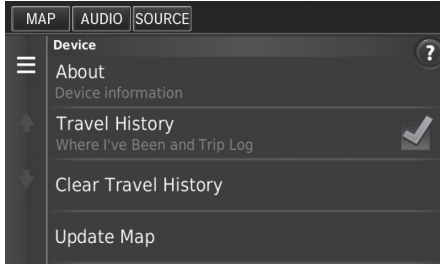 MAP AUDIO SOURCE
Device
?
About
Device information
Travel History
Where I've Been and Trip Log
Clear Travel History
Update Map